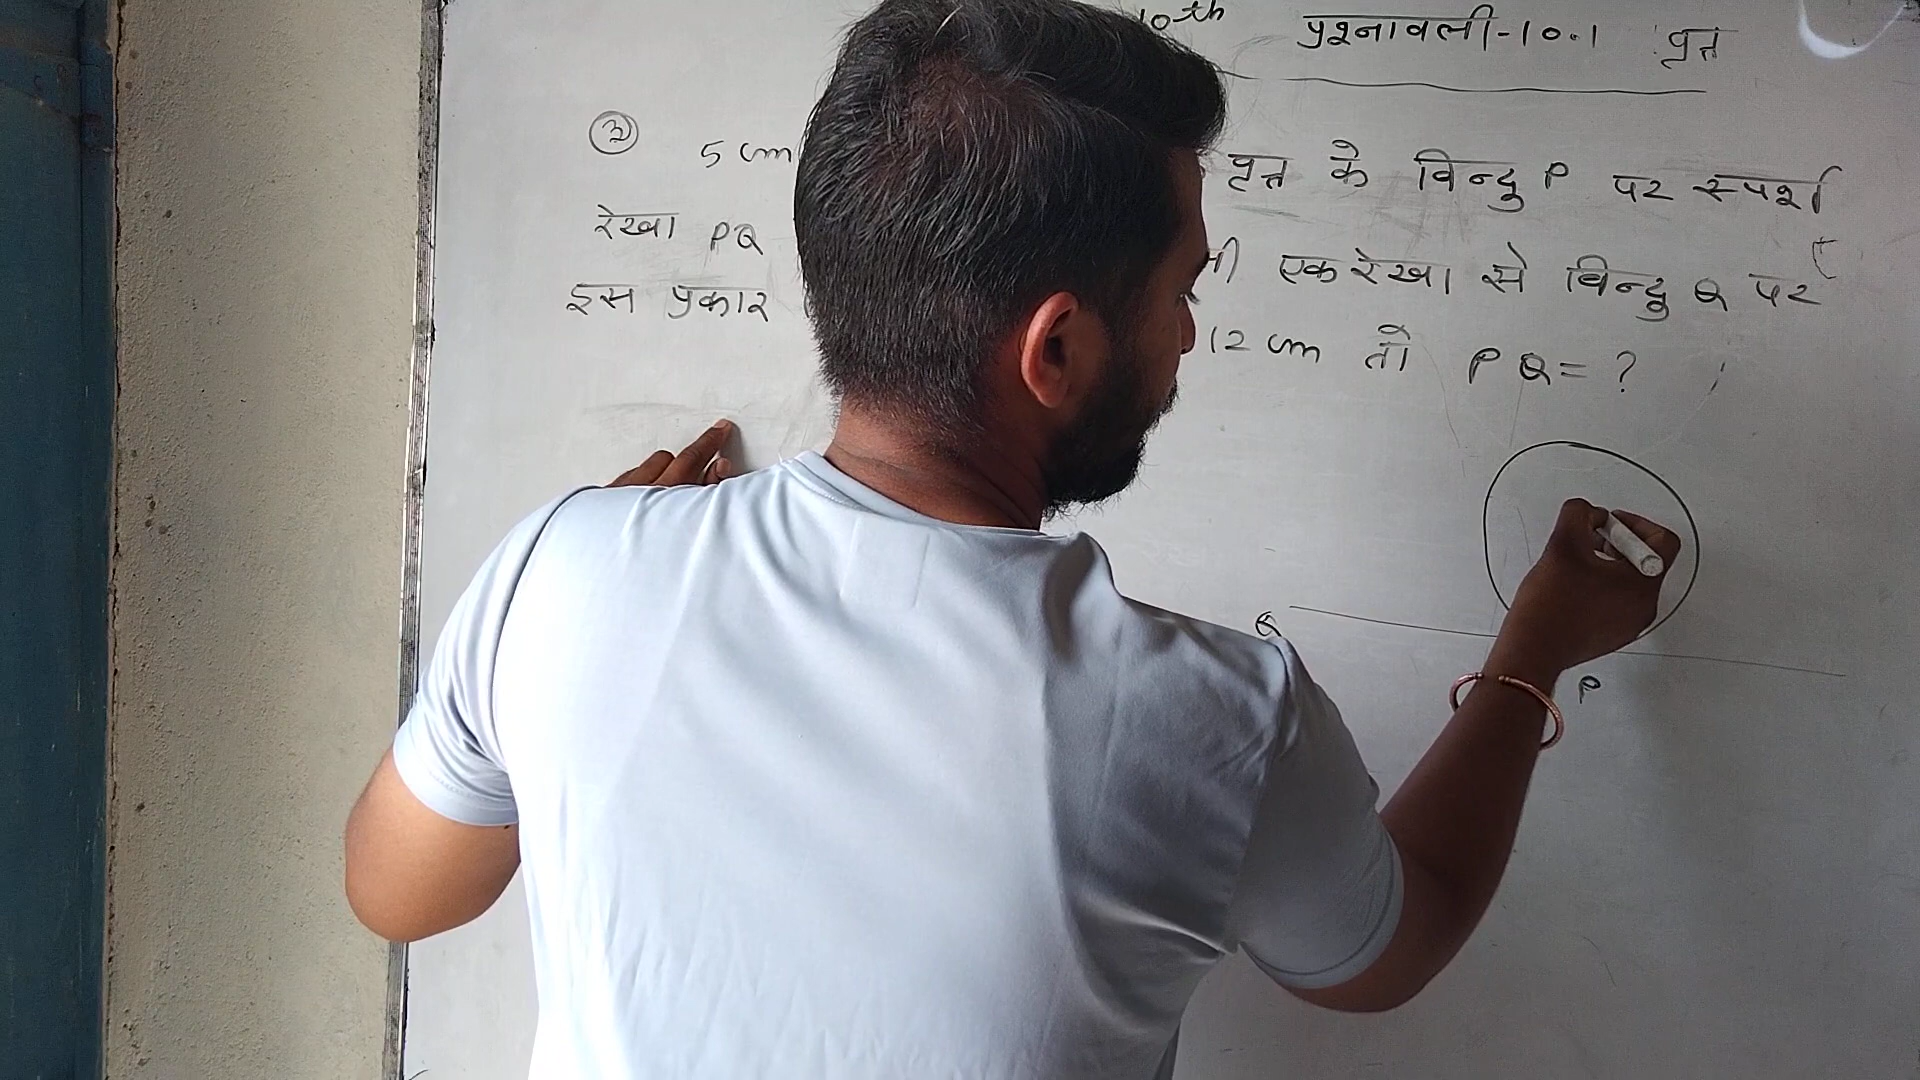 10th प्रश्नावली-10.1 वृत्त
③ 5 cm वृत्त के विन्दु P पर स्पर्श
रेखा PQ एक रेखा से विन्दु Q पर
इस प्रकार 12 cm तो PQ = ?
Q
P